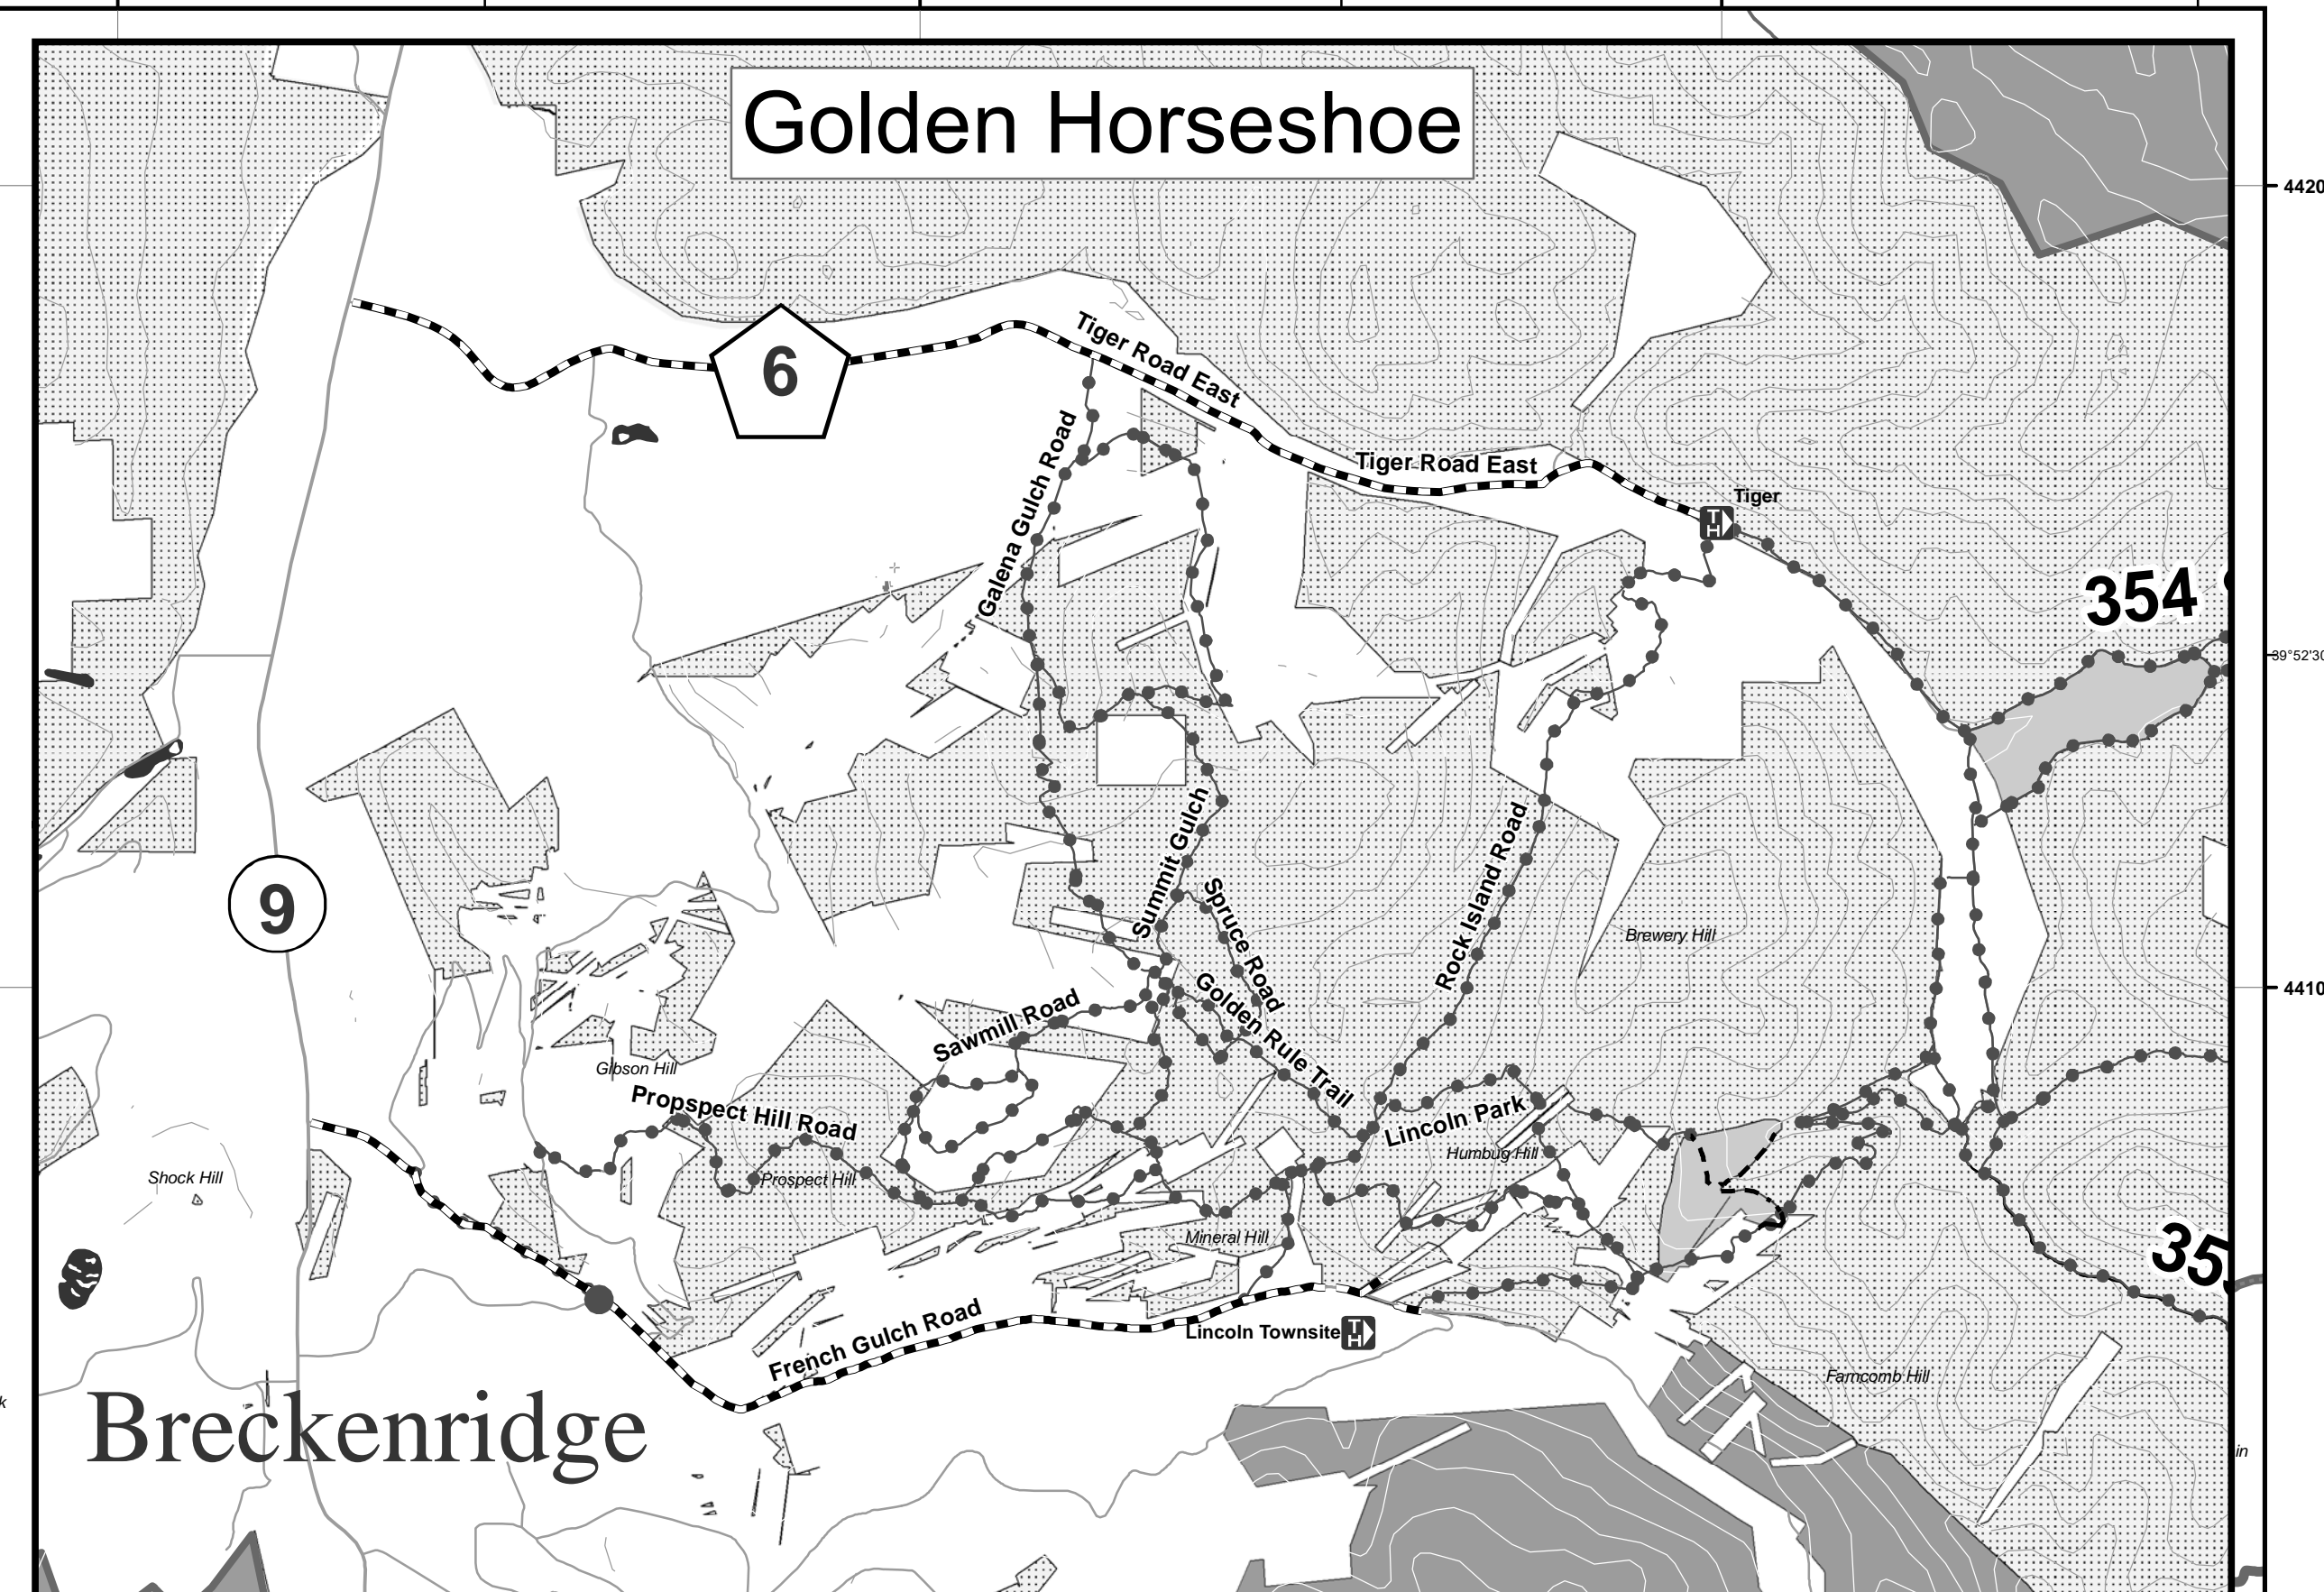 Golden Horseshoe
4420
6
Tiger Road East
Tiger Road East
Tiger
TH
Galena Gulch Road
354
39°52'30
9
Summit Gulch
Spruce Road
Rock Island Road
Brewery Hill
4410
Golden Rule Trail
Sawmill Road
Gibson Hill
Propspect Hill Road
Lincoln Park
Humbug Hill
Shock Hill
Prospect Hill
Mineral Hill
35
French Gulch Road
Lincoln Townsite
TH
Farncomb Hill
k
Breckenridge
in